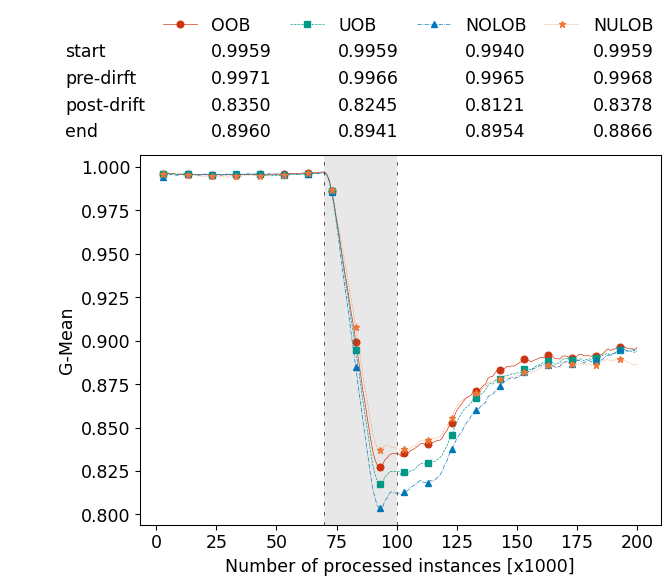 OOB UOB NOLOB NULOB
start 0.9959 0.9959 0.9940 0.9959
pre-dirft 0.9971 0.9966 0.9965 0.9968
post-drift 0.8350 0.8245 0.8121 0.8378
end 0.8960 0.8941 0.8954 0.8866
1.000
0.975
0.950
0.925
0.900
0.875
0.850
0.825
0.800
G-Mean
0 25 50 75 100 125 150 175 200
Number of processed instances [x1000]